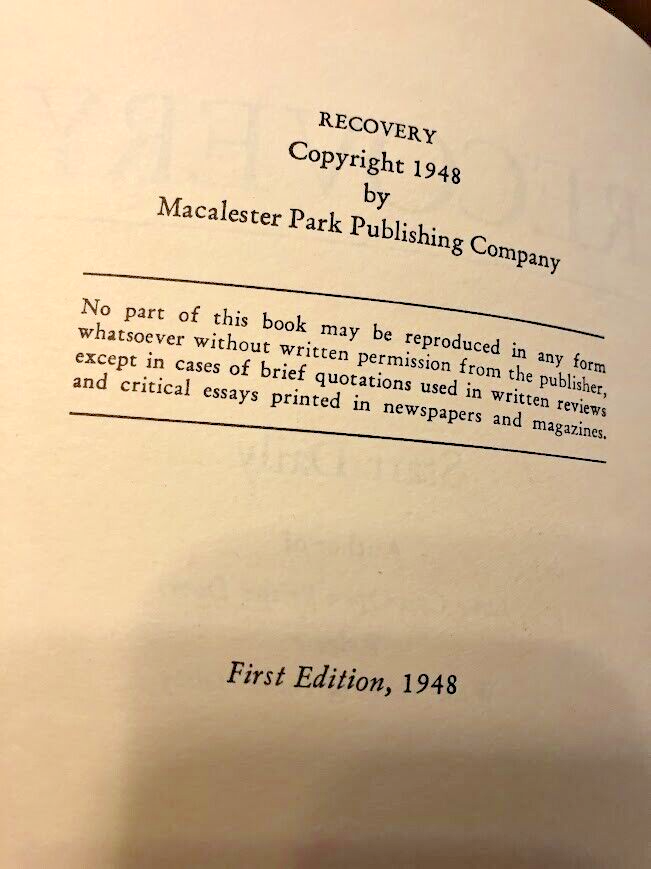 RECOVERY
Copyright 1948
by
Macalester Park Publishing Company
No part of this book may be reproduced in any form
whatsoever without written permission from the publisher,
except in cases of brief quotations used in written reviews
and critical essays printed in newspapers and magazines.
First Edition, 1948